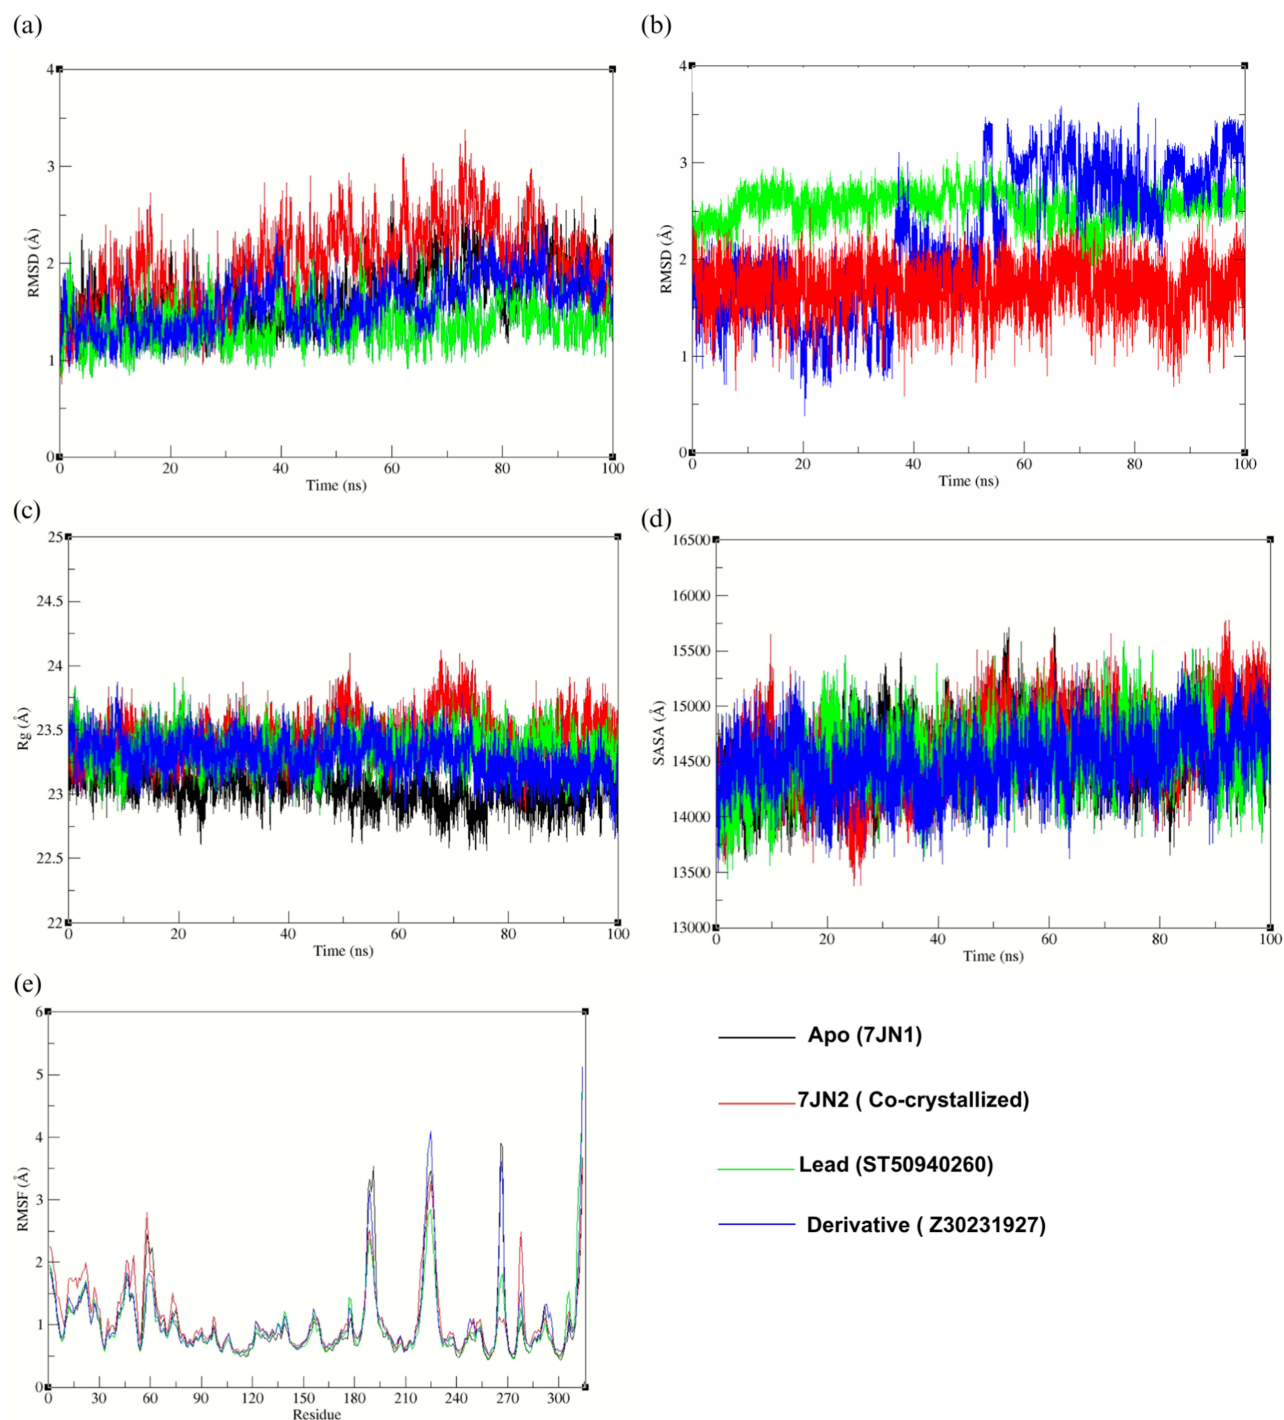 (a)
(b)
4
3
2
1
0
RMSD (Å)
0 20 40 60 80 100
Time (ns)
4
3
2
1
0
RMSD (Å)
0 20 40 60 80 100
Time (ns)
(c)
(d)
25
24.5
24
23.5
23
22.5
22
Rg (Å)
0 20 40 60 80 100
Time (ns)
16500
16000
15500
15000
14500
14000
13500
13000
SASA (Å)
0 20 40 60 80 100
Time (ns)
(e)
6
5
4
3
2
1
0
RMSF (Å)
0 30 60 90 120 150 180 210 240 270 300
Residue
Apo (7JN1)
7JN2 ( Co-crystallized)
Lead (ST50940260)
Derivative ( Z30231927)